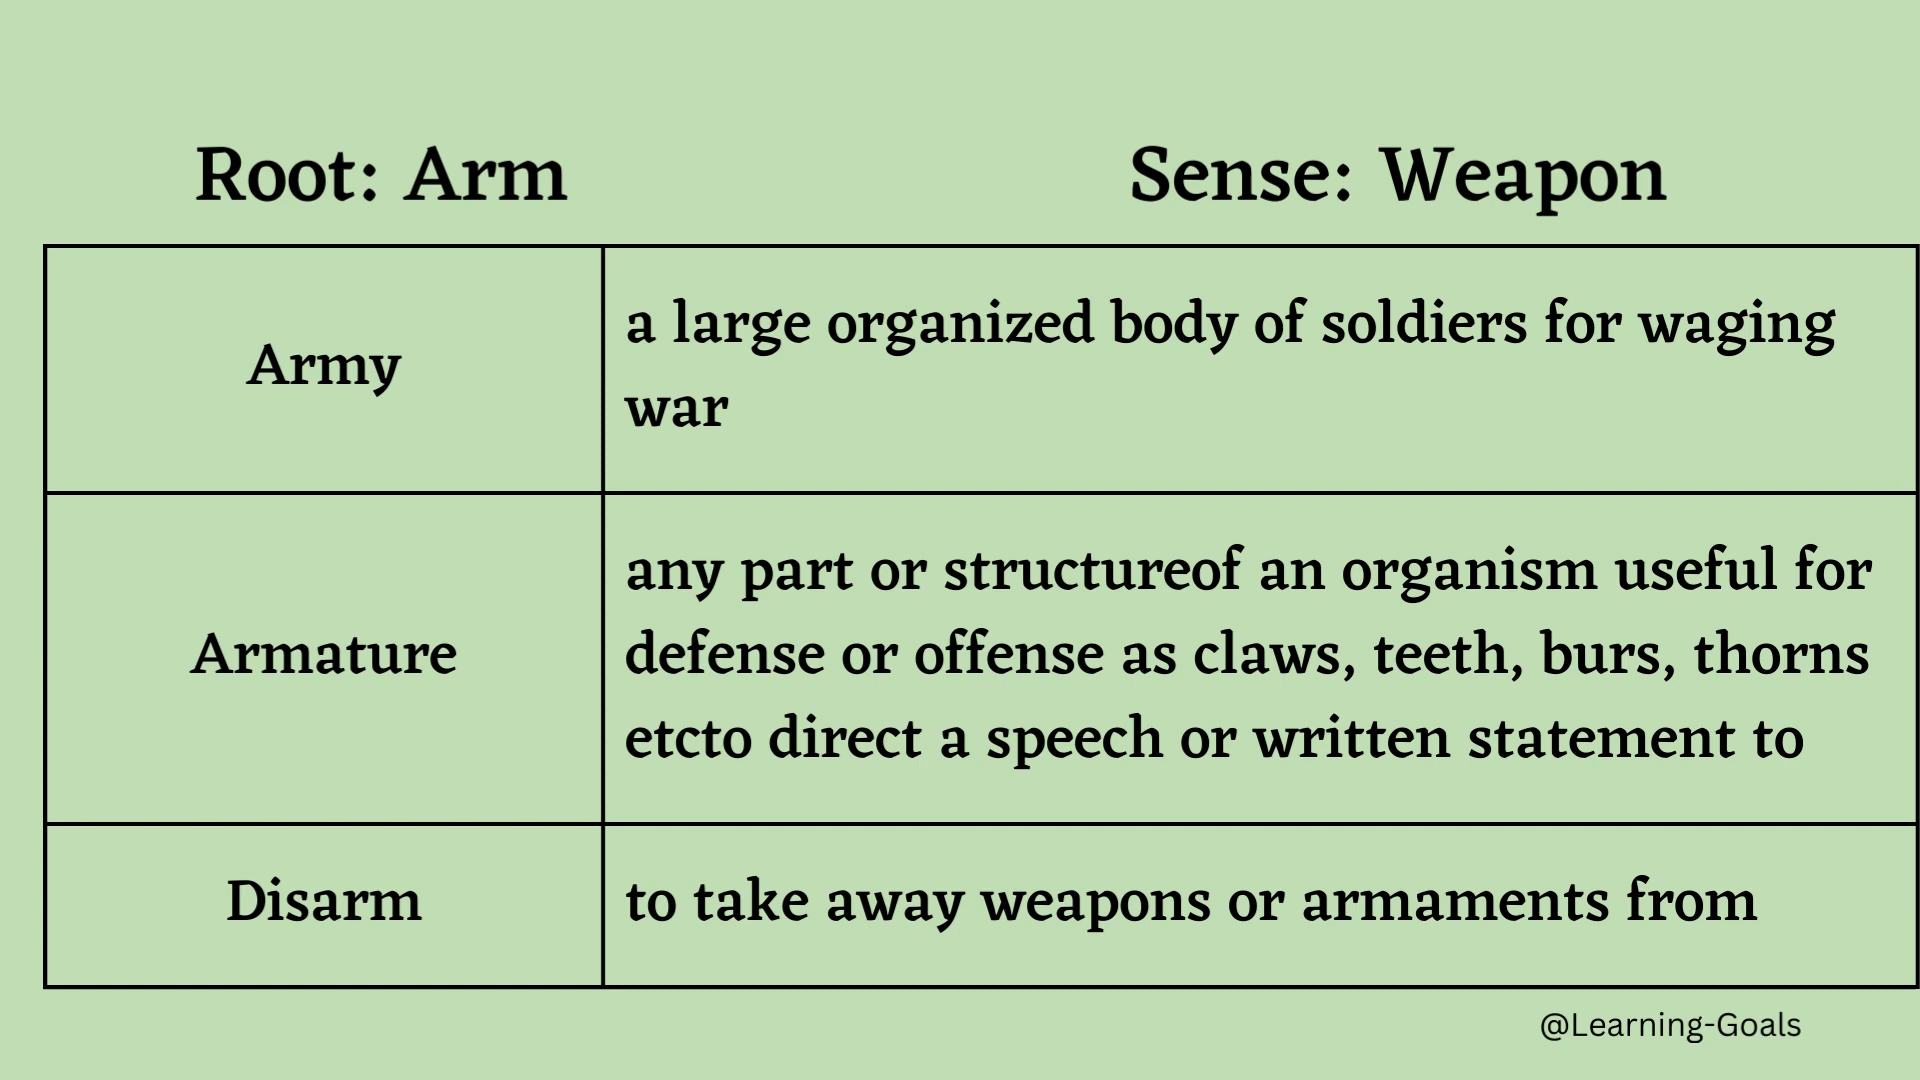 Root: Arm
Sense: Weapon
Army
a large organized body of soldiers for waging
war
Armature
any part or structureof an organism useful for
defense or offense as claws, teeth, burs, thorns
etcto direct a speech or written statement to
Disarm
to take away weapons or armaments from
@Learning-Goals